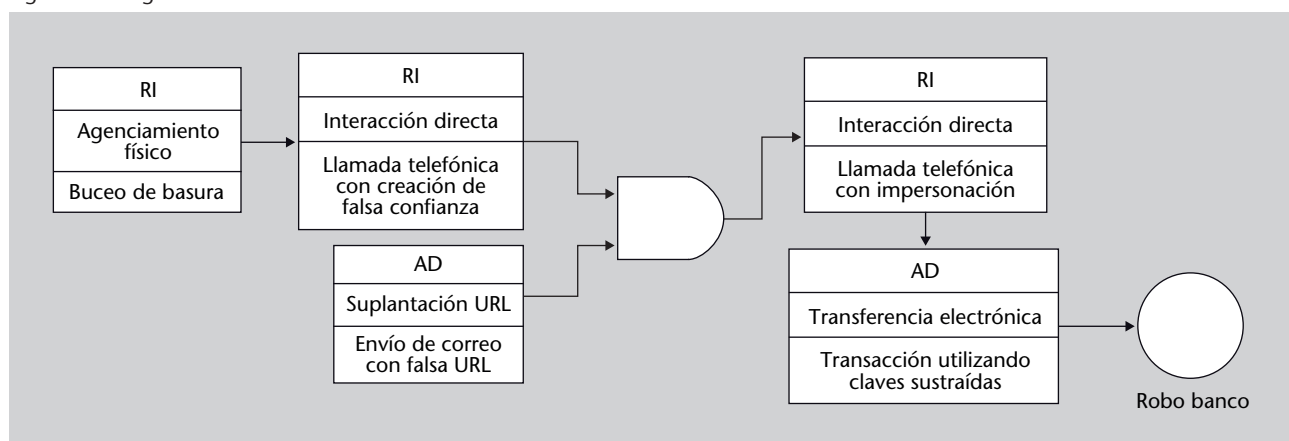 RI
Agenciamiento
físico
Buceo de basura
RI
Interacción directa
Llamada telefónica
con creación de
falsa confianza
AD
Suplantación URL
Envío de correo
con falsa URL
RI
Interacción directa
Llamada telefónica
con impersonación
AD
Transferencia electrónica
Transacción utilizando
claves sustraídas
Robo banco